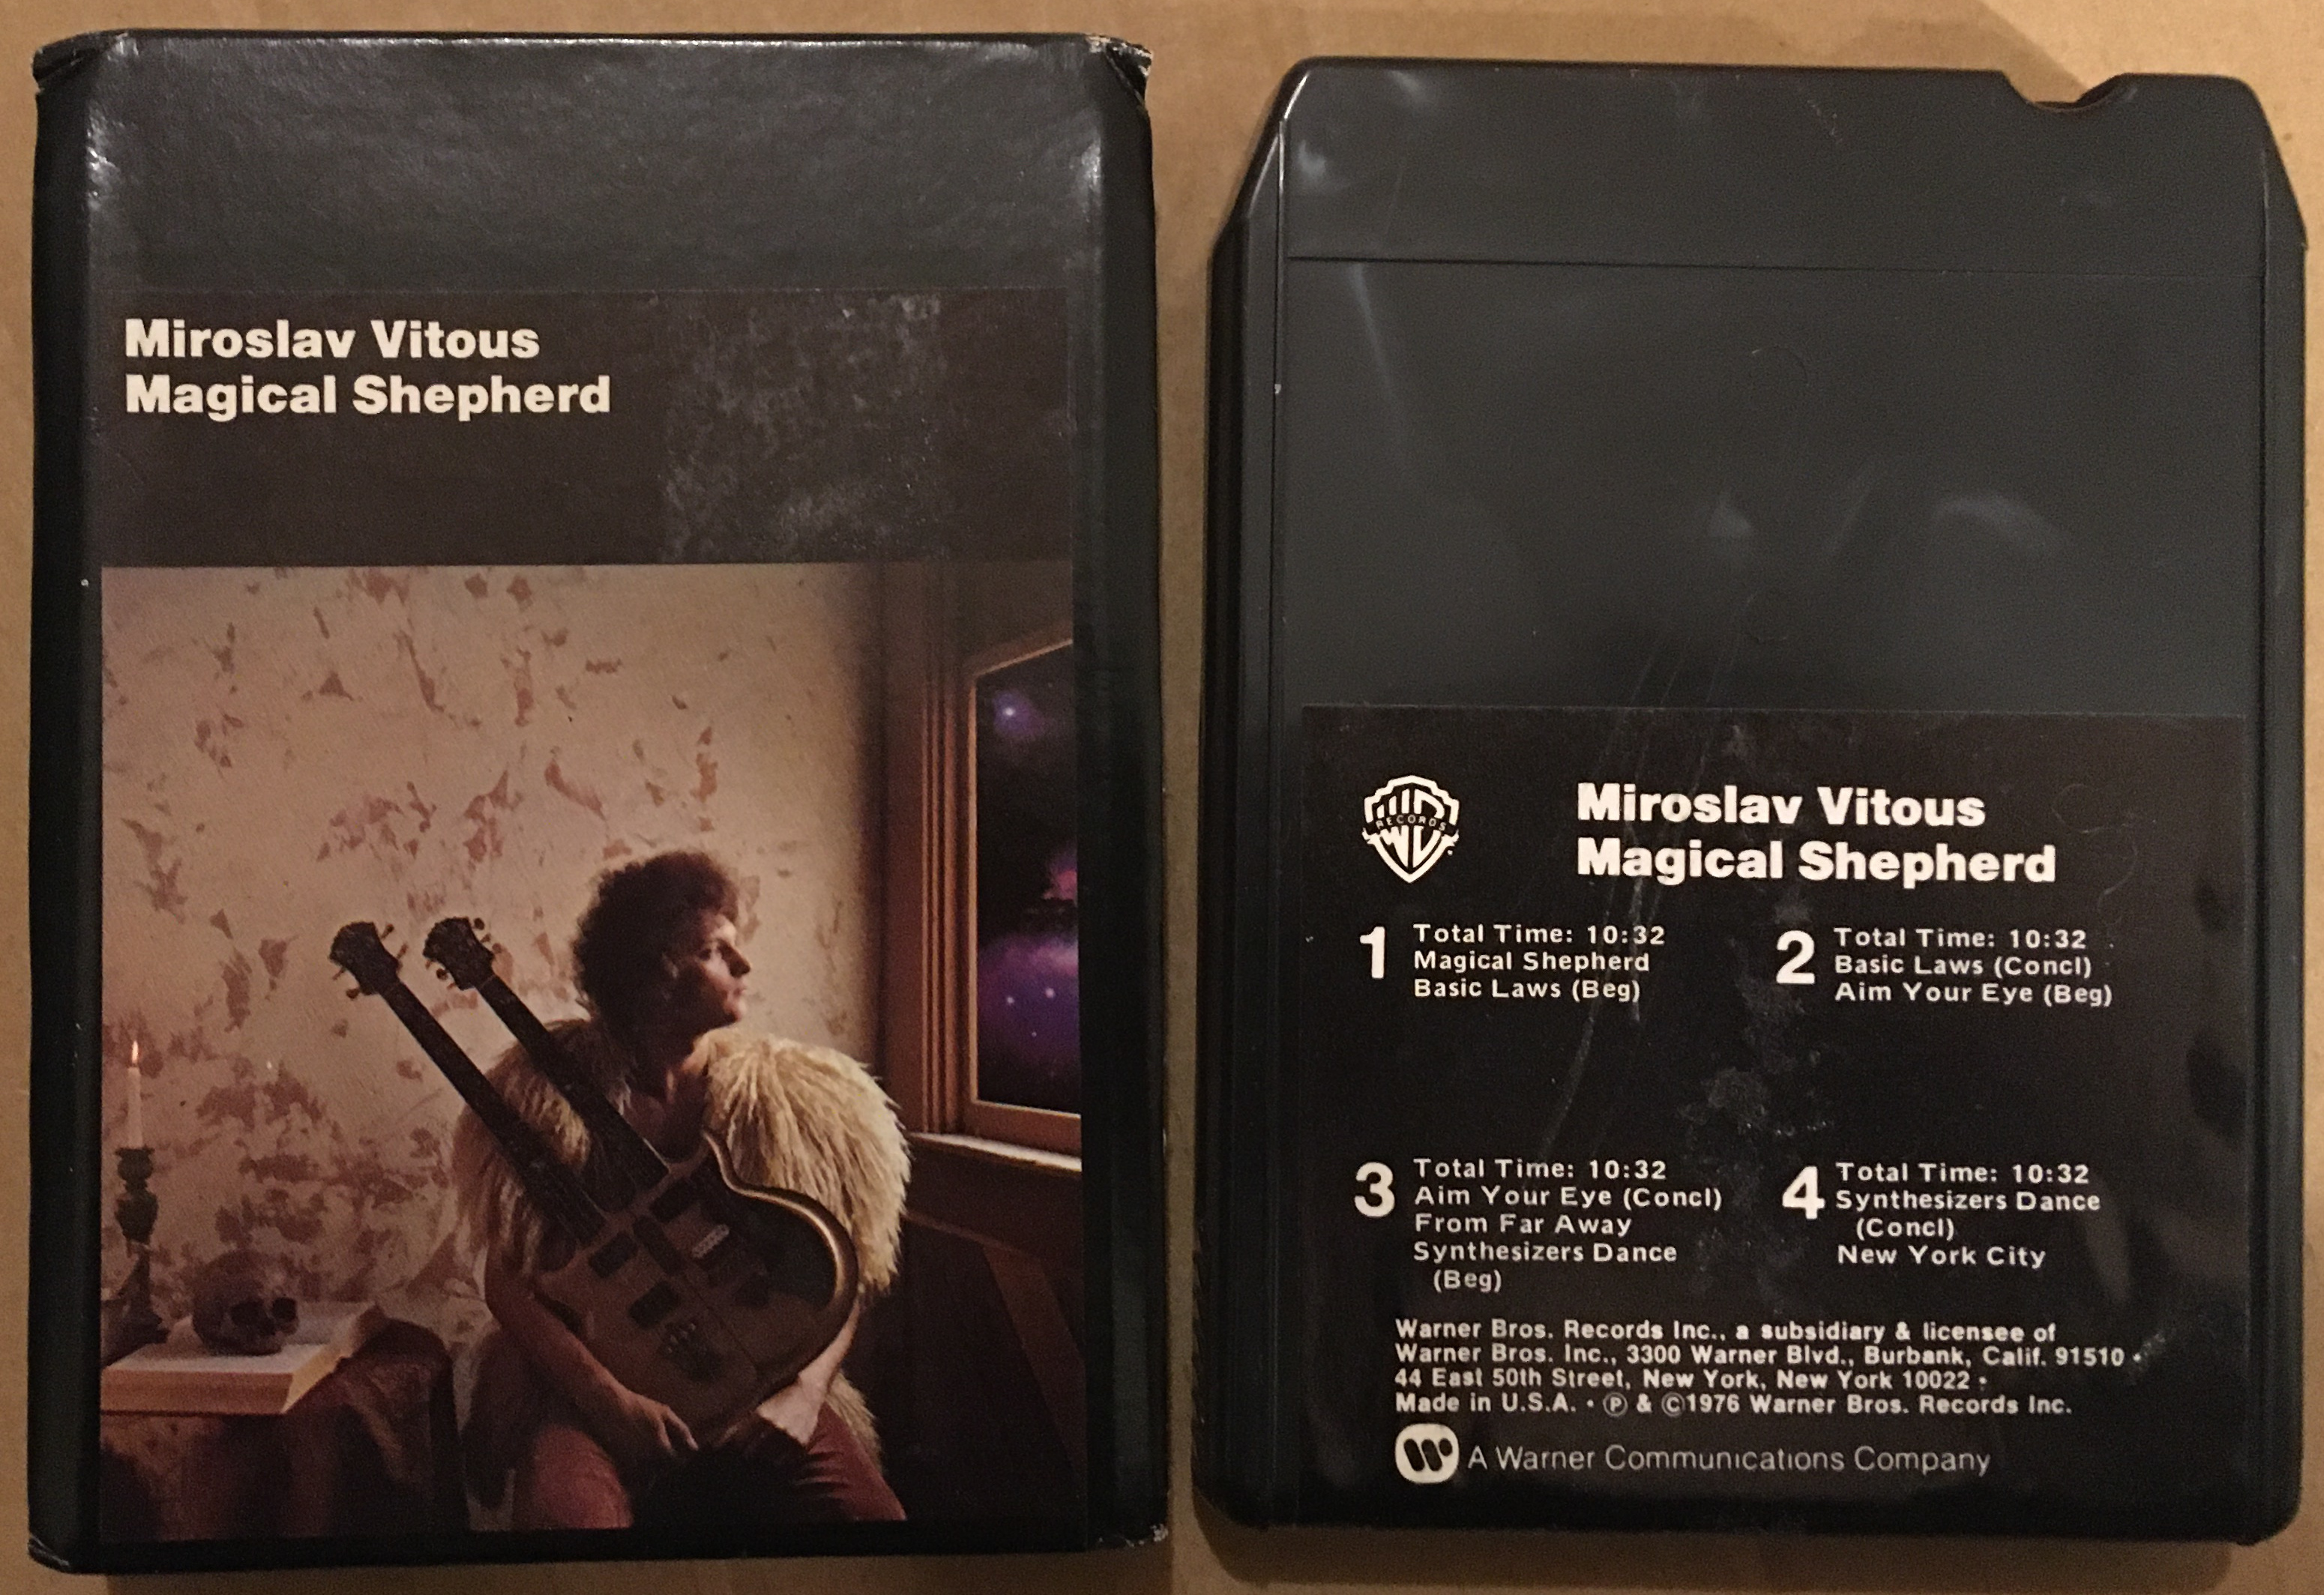 Miroslav Vitous
Magical Shepherd
RECORDS
Miroslav Vitous
Magical Shepherd
1
Total Time: 10:32
Magical Shepherd
Basic Laws (Beg)
2
Total Time: 10:32
Basic Laws (Concl)
Aim Your Eye (Beg)
3
Total Time: 10:32
Aim Your Eye (Concl)
From Far Away
Synthesizers Dance
(Beg)
4
Total Time: 10:32
Synthesizers Dance
(Concl)
New York City
Warner Bros. Records Inc., a subsidiary & licensee of
Warner Bros. Inc., 3300 Warner Blvd., Burbank, Calif. 91510 •
44 East 50th Street, New York, New York 10022 •
Made in U.S.A. • ℗ & ©1976 Warner Bros. Records Inc.
A Warner Communications Company